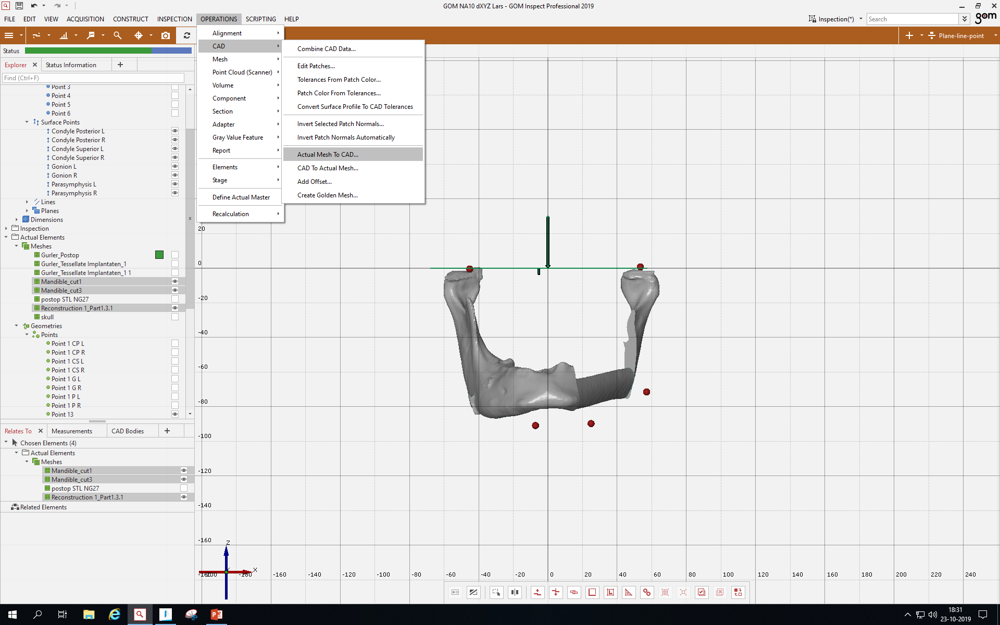 GOM NA10 dXYZ Lars - GOM Inspect Professional 2019
FILE EDIT VIEW ACQUISITION CONSTRUCT INSPECTION OPERATIONS SCRIPTING HELP
Inspection(*)
Search
gom
Plane-line-point
Status
Explorer
Status Information
Find (Ctrl+F)
Point 3
Point 4
Point 5
Point 6
Surface Points
Condyle Posterior L
Condyle Posterior R
Condyle Superior L
Condyle Superior R
Gonion L
Gonion R
Parasymphysis L
Parasymphysis R
Lines
Planes
Dimensions
Inspection
Actual Elements
Meshes
Gurler_Postop
Gurler_Tessellate Implantaten_1
Gurler_Tessellate Implantaten_1 1
Mandible_cut1
Mandible_cut3
postop STL NG27
Reconstruction 1_Part1.3.1
skull
Geometries
Points
Point 1 CP L
Point 1 CP R
Point 1 CS L
Point 1 CS R
Point 1 G L
Point 1 G R
Point 1 P L
Point 1 P R
Point 13
Relates To
Measurements
CAD Bodies
Chosen Elements (4)
Actual Elements
Meshes
Mandible_cut1
Mandible_cut3
postop STL NG27
Reconstruction 1_Part1.3.1
Related Elements
Alignment
CAD
Mesh
Point Cloud (Scanner)
Volume
Component
Section
Adapter
Gray Value Feature
Report
Elements
Stage
Define Actual Master
Recalculation
Combine CAD Data...
Edit Patches...
Tolerances From Patch Color...
Patch Color From Tolerances...
Convert Surface Profile To CAD Tolerances
Invert Selected Patch Normals...
Invert Patch Normals Automatically
Actual Mesh To CAD...
CAD To Actual Mesh...
Add Offset...
Create Golden Mesh...
20
0
-20
-40
-60
-80
-100
-120
-140
-160
Z
X
-200 -180 -160 -140 -120 -100 -80 -60 -40 -20 0 20 40 60 80 100 120 140 160 180 200 220 240
18:31
23-10-2019